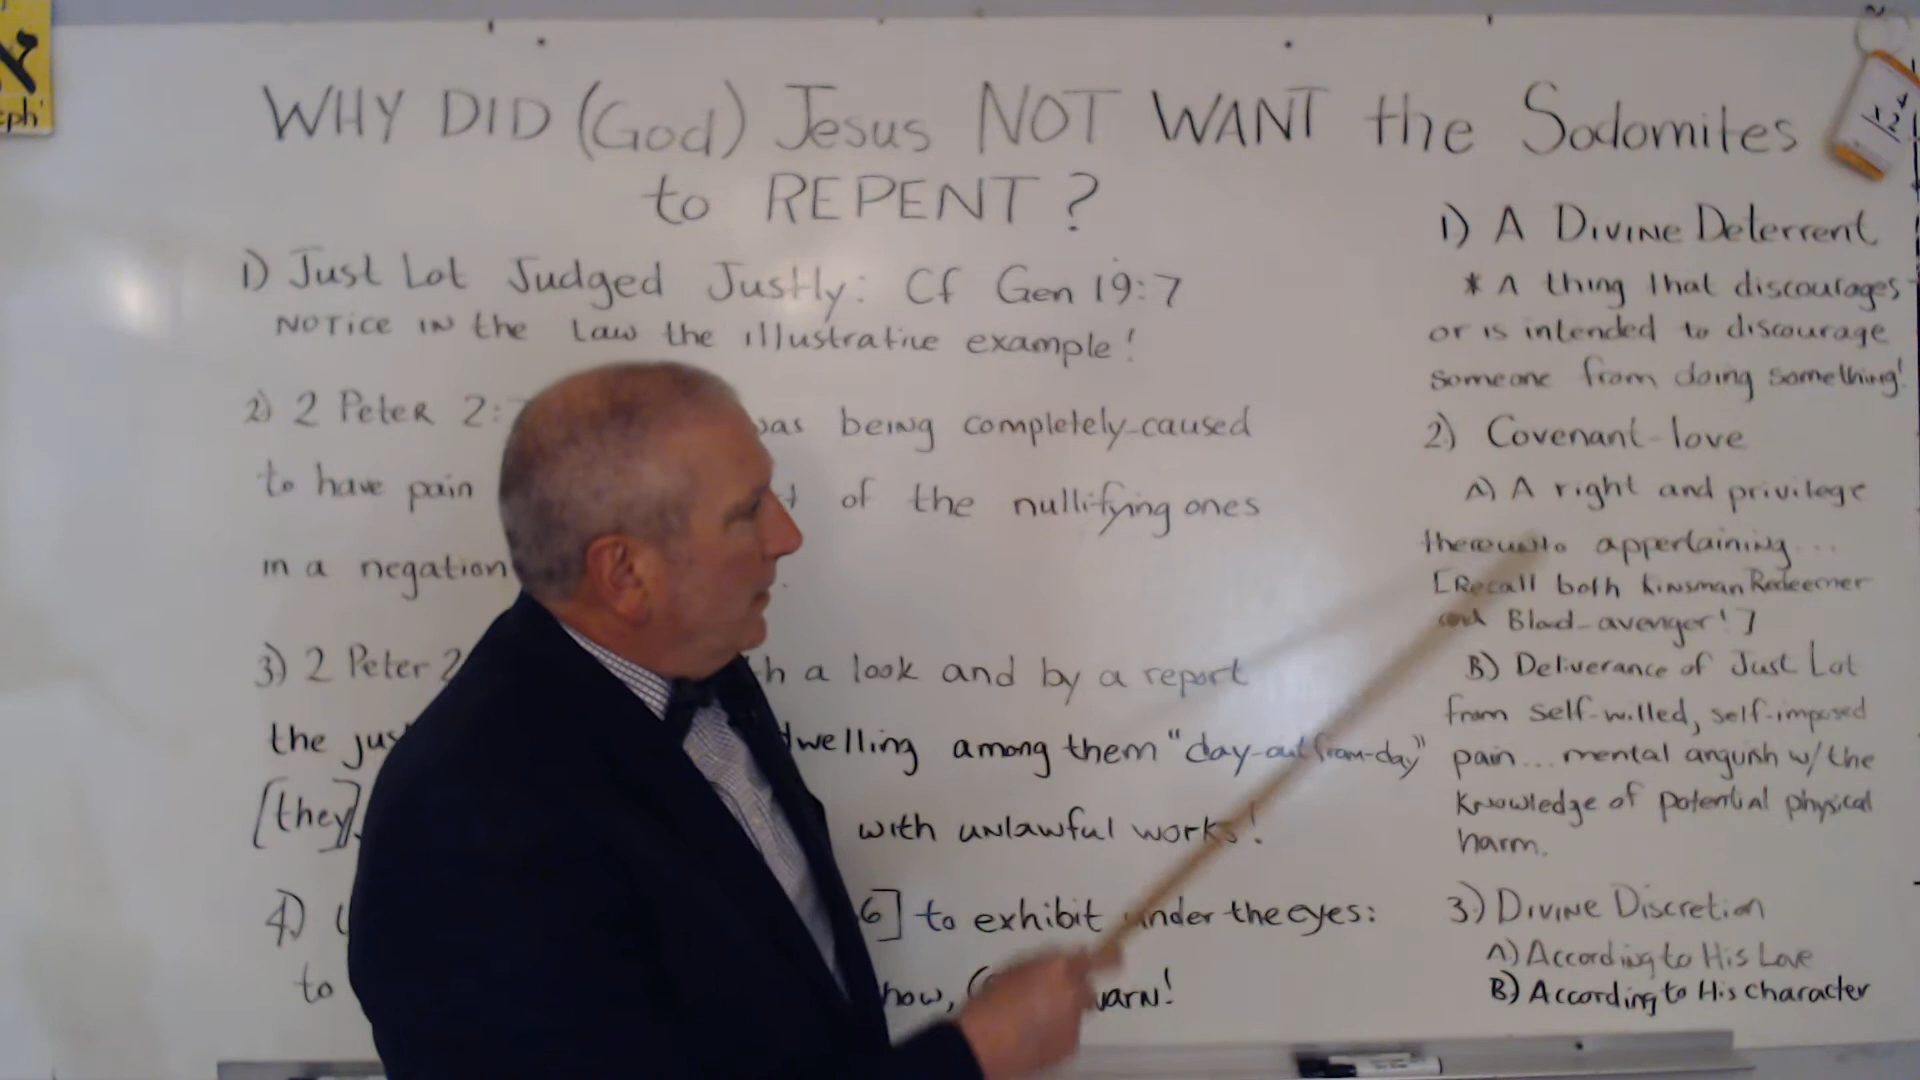 WHY DID (God) Jesus NOT WANT the Sodomites
to REPENT?
1) Just Lot Judged Justly: Cf Gen 19:7
NOTICE IN the Law the illustrative example!
2) 2 Peter 2: was being completely-caused
to have pain of the nullifying ones
in a negation
3) 2 Peter 2 a look and by a report
the dwelling among them "day-out from-day"
[they] with unlawful works!
4) 6] to exhibit under the eyes:
to how, warn!
1) A Divine Deterrent
* A thing that discourages
or is intended to discourage
someone from doing something!
2) Covenant-love
A) A right and privilege
thereunto appertaining...
[Recall both Kinsman Redeemer
and Blood-avenger!]
B) Deliverance of Just Lot
from self-willed, self-imposed
pain... mental anguish w/the
knowledge of potential physical
harm.
3.) Divine Discretion
A) According to His Love
B) According to His character